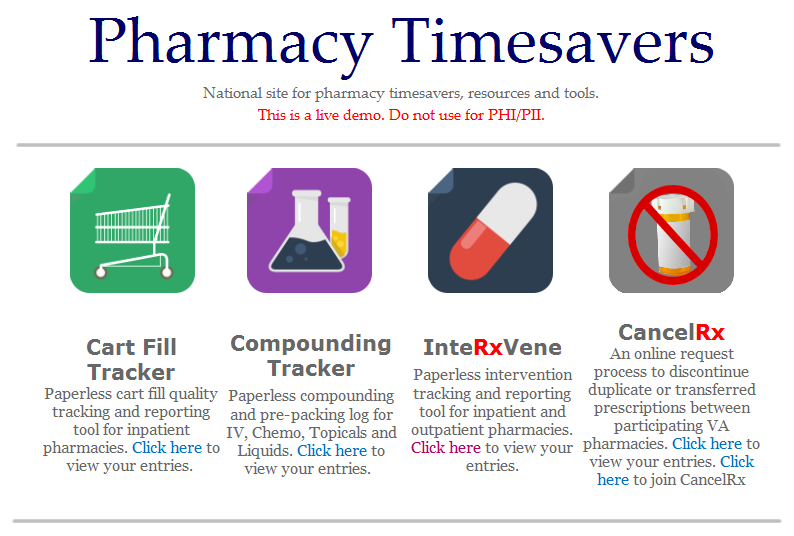 Pharmacy Timesavers
National site for pharmacy timesavers, resources and tools.
This is a live demo. Do not use for PHI/PII.
Cart Fill
Tracker
Paperless cart fill quality
tracking and reporting
tool for inpatient
pharmacies. Click here to
view your entries.
Compounding
Tracker
Paperless compounding
and pre-packing log for
IV, Chemo, Topicals and
Liquids. Click here to
view your entries.
InteRxVene
Paperless intervention
tracking and reporting
tool for inpatient and
outpatient pharmacies.
Click here to view your
entries.
CancelRx
An online request
process to discontinue
duplicate or transferred
prescriptions between
participating VA
pharmacies. Click here to
view your entries. Click
here to join CancelRx